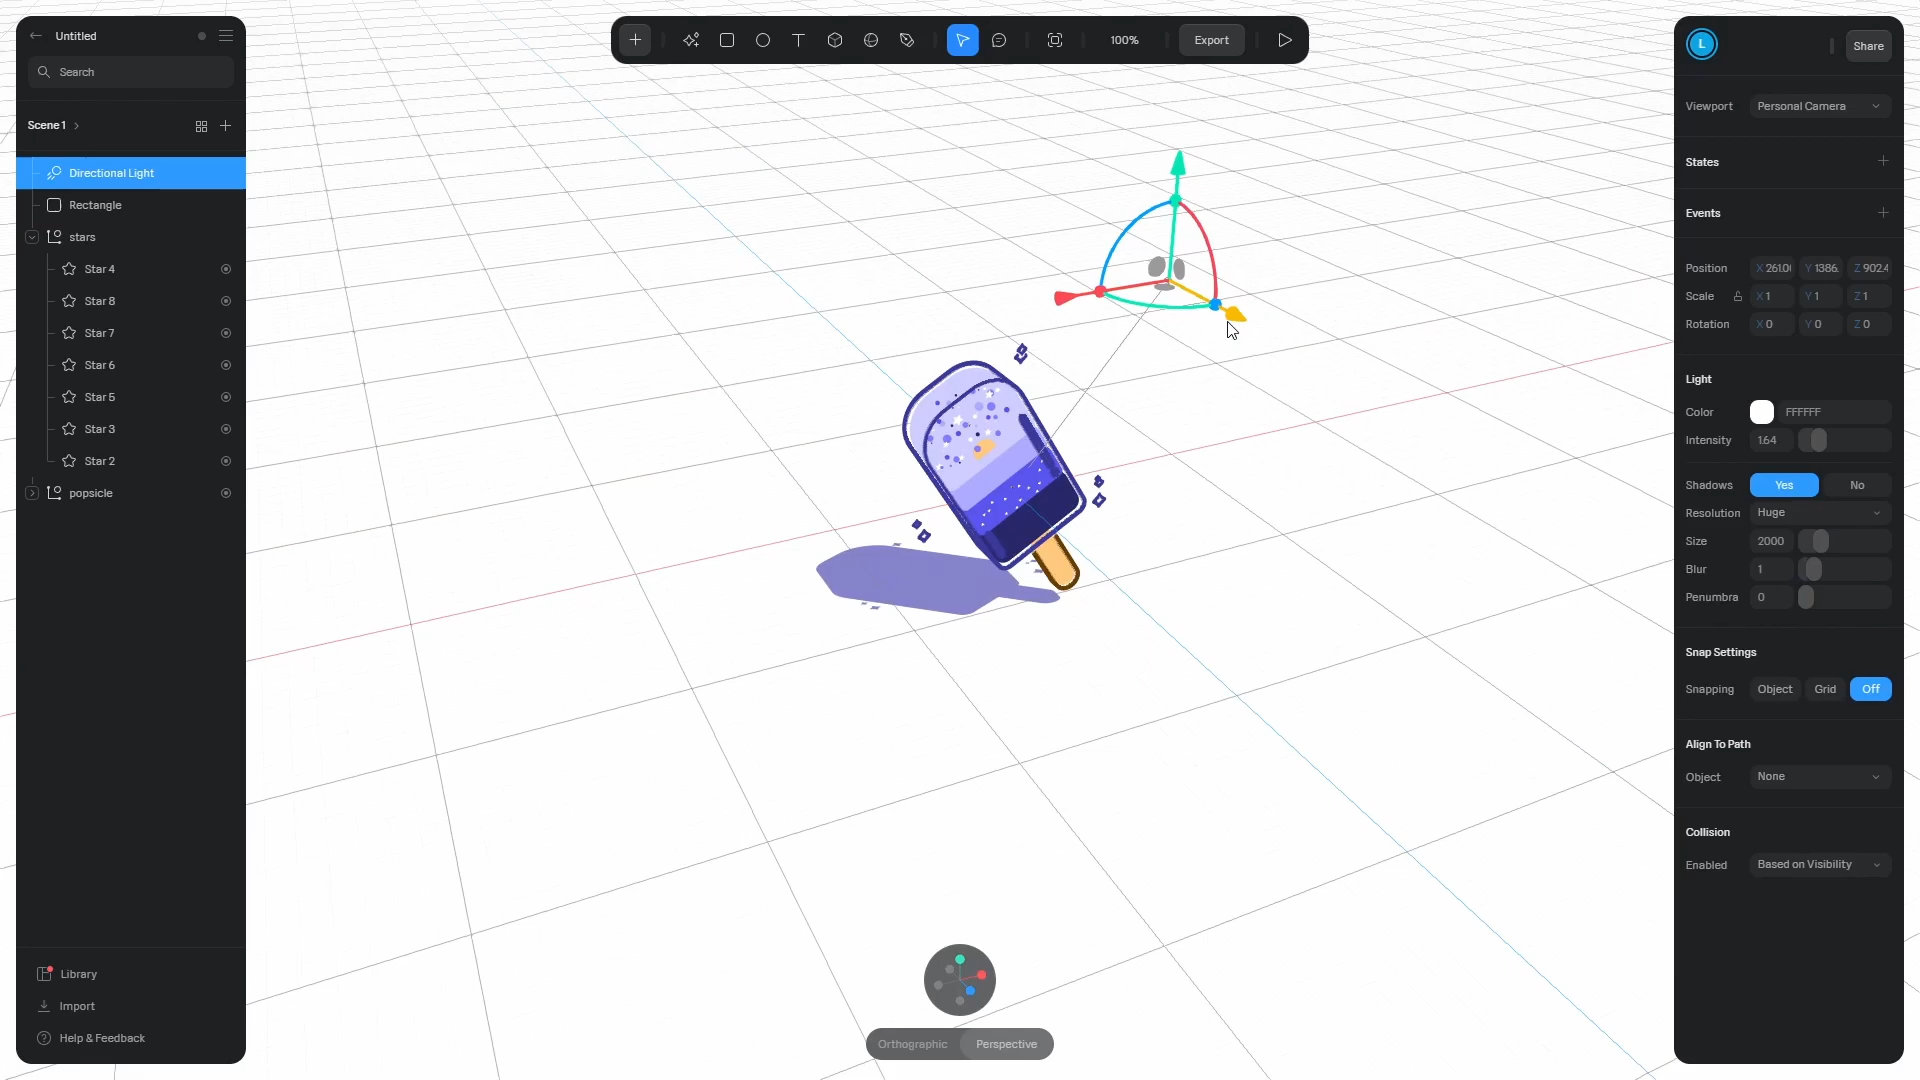 Untitled
Search
Scene 1
Directional Light
Rectangle
stars
Star 4
Star 8
Star 7
Star 6
Star 5
Star 3
Star 2
popsicle
Library
Import
Help & Feedback
100%
Export
Orthographic
Perspective
L
Share
Viewport Personal Camera
States
Events
Position X 261.0 Y 1386. Z 902.4
Scale X 1 Y 1 Z 1
Rotation X 0 Y 0 Z 0
Light
Color FFFFFF
Intensity 1.64
Shadows Yes No
Resolution Huge
Size 2000
Blur 1
Penumbra 0
Snap Settings
Snapping Object Grid Off
Align To Path
Object None
Collision
Enabled Based on Visibility